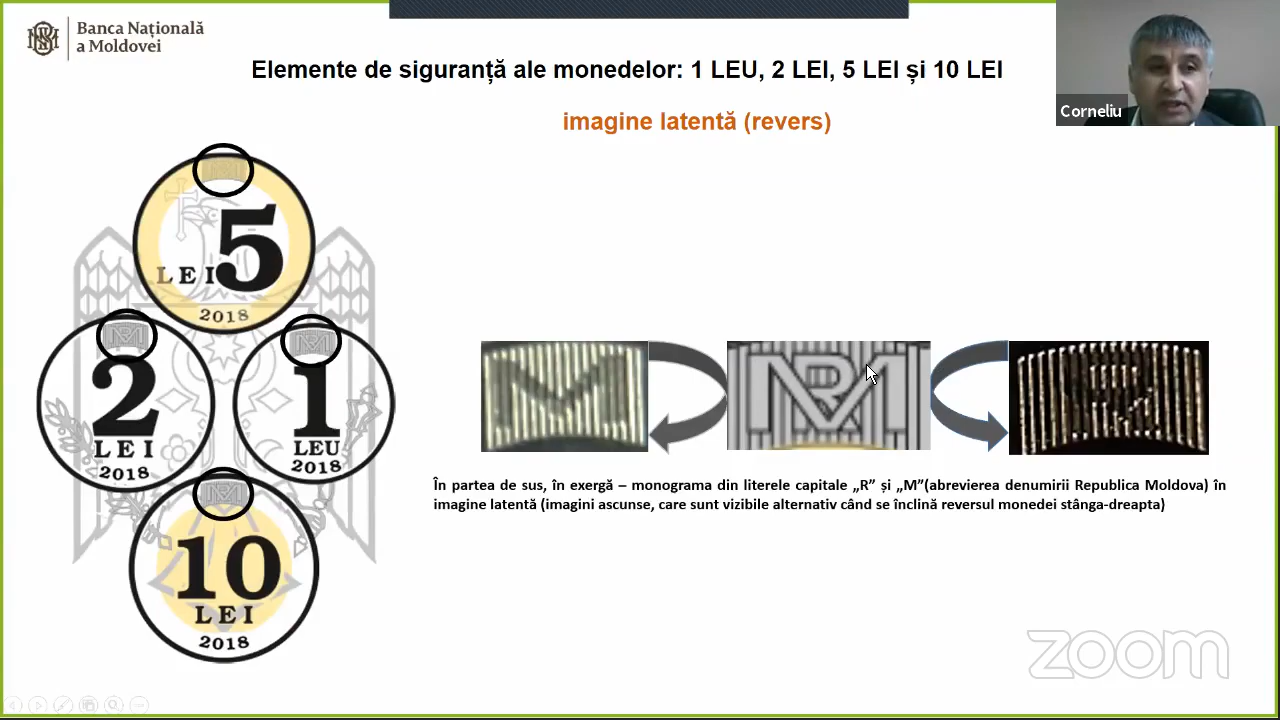 Banca Națională
a Moldovei
Elemente de siguranță ale monedelor: 1 LEU, 2 LEI, 5 LEI și 10 LEI
imagine latentă (revers)
Corneliu
5
LEI
2018
2
LEI
2018
1
LEU
2018
10
LEI
2018
M
RM
R
În partea de sus, în exergă – monograma din literele capitale „R” și „M”(abrevierea denumirii Republica Moldova) în
imagine latentă (imagini ascunse, care sunt vizibile alternativ când se înclină reversul monedei stânga-dreapta)
zoom